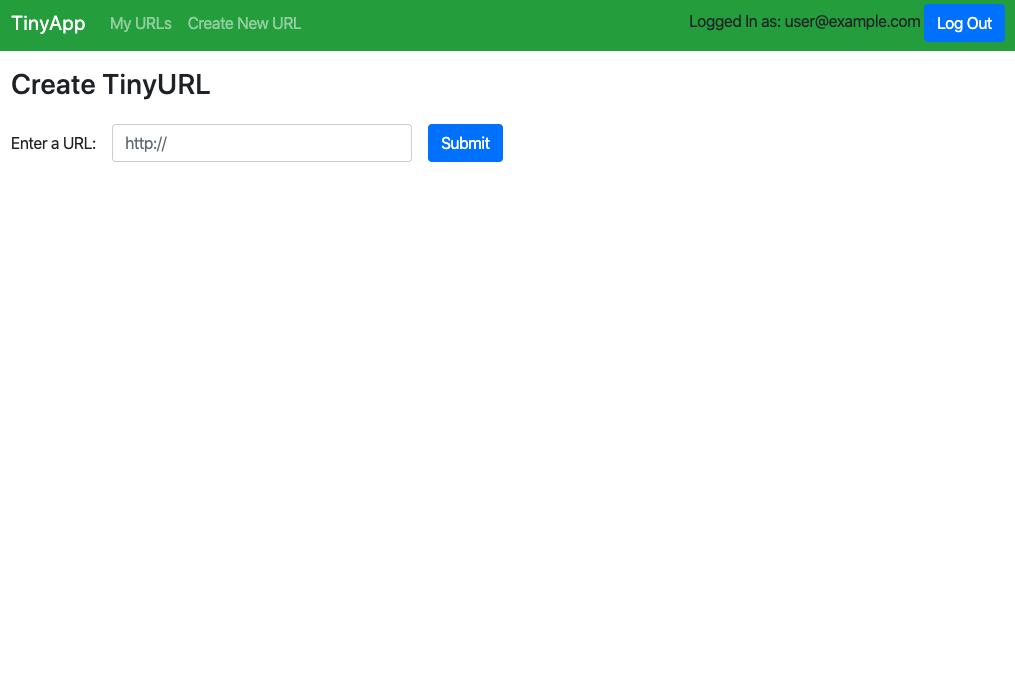 TinyApp My URLs Create New URL Logged In as: user@example.com Log Out
Create TinyURL
Enter a URL: http:// Submit